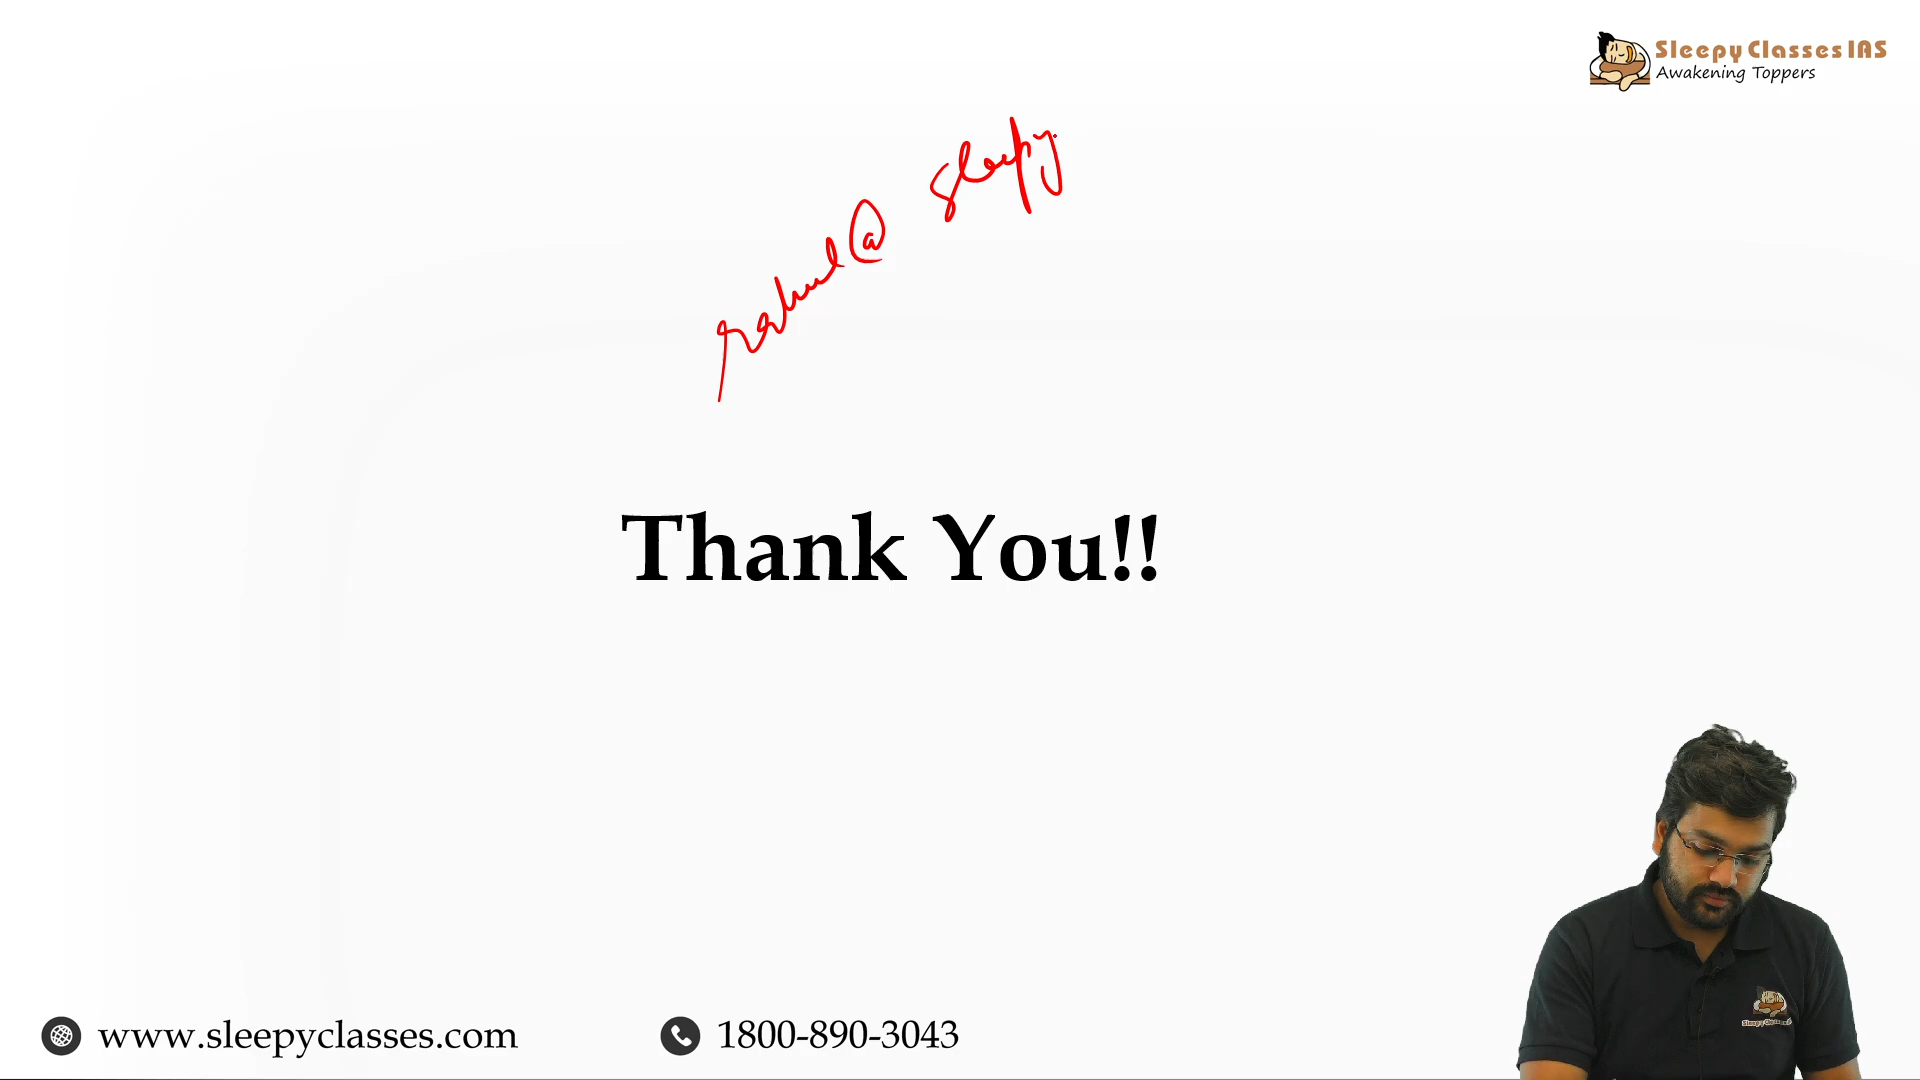 Sleepy Classes IAS
Awakening Toppers
rahul@ sleepy
Thank You!!
www.sleepyclasses.com
1800-890-3043